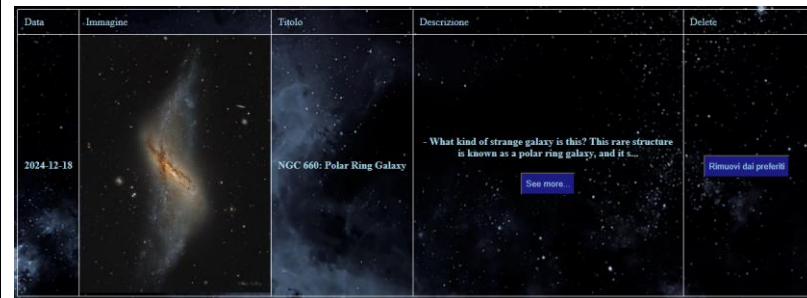 Data
Immagine
Titolo
Descrizione
Delete
2024-12-18
NGC 660: Polar Ring Galaxy
- What kind of strange galaxy is this? This rare structure
is known as a polar ring galaxy, and it s...
See more...
Rimuovi dai preferiti